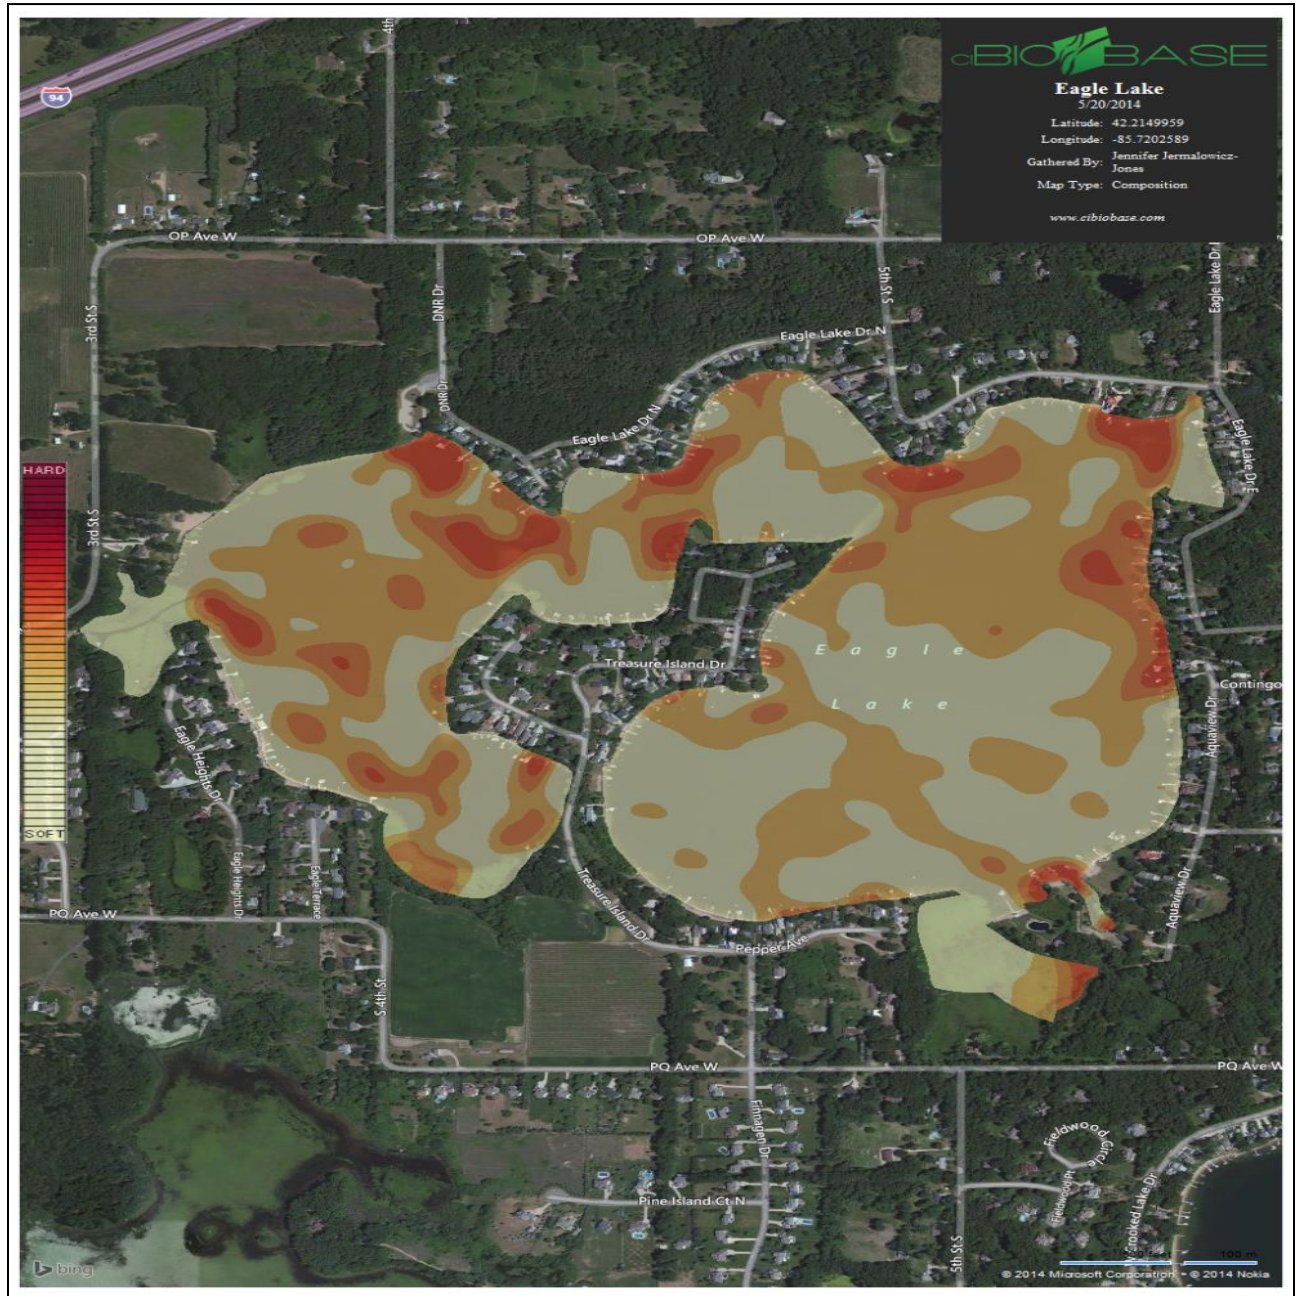 ciBIOBASE
Eagle Lake
5/20/2014
Latitude: 42.2149959
Longitude: -85.7202589
Gathered By: Jennifer Jermalowicz-
Jones
Map Type: Composition
www.cibiobase.com
94
4th
OP Ave W
OP Ave W
3rd St S
DNR Dr
5th St S
Eagle Lake Dr
Eagle Lake Dr N
DNR Dr
Eagle Lake Dr N
Eagle Lake Dr E
HARD
3rd St S
Eagle
Lake
Treasure Island Dr
Contingo
Aquaview Dr
Eagle Heights Dr
SOFT
Eagle Heights Dr
Eagle Terrace
Treasure Island Dr
Aquaview Dr
PQ Ave W
Pepper Ave
S 4th St
PQ Ave W
PQ Ave W
Finnagen Dr
Fieldwood Circle
Fieldwood Pl
Crooked Lake Dr
Pine Island Ct N
5th St S
feet
100 m
bing
© 2014 Microsoft Corporation - © 2014 Nokia